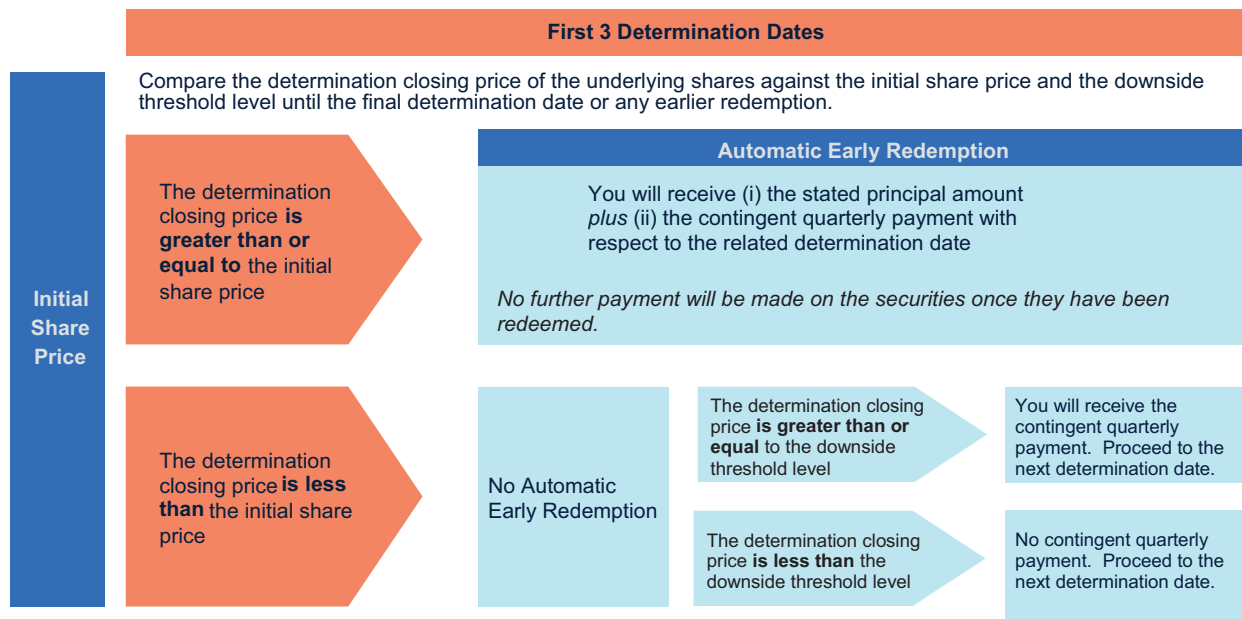 First 3 Determination Dates
Compare the determination closing price of the underlying shares against the initial share price and the downside
threshold level until the final determination date or any earlier redemption.
Initial
Share
Price
The determination
closing price is
greater than or
equal to the initial
share price
Automatic Early Redemption
You will receive (i) the stated principal amount
plus (ii) the contingent quarterly payment with
respect to the related determination date
No further payment will be made on the securities once they have been
redeemed.
The determination
closing price is less
than the initial share
price
No Automatic
Early Redemption
The determination closing
price is greater than or
equal to the downside
threshold level
You will receive the
contingent quarterly
payment. Proceed to the
next determination date.
The determination closing
price is less than the
downside threshold level
No contingent quarterly
payment. Proceed to the
next determination date.